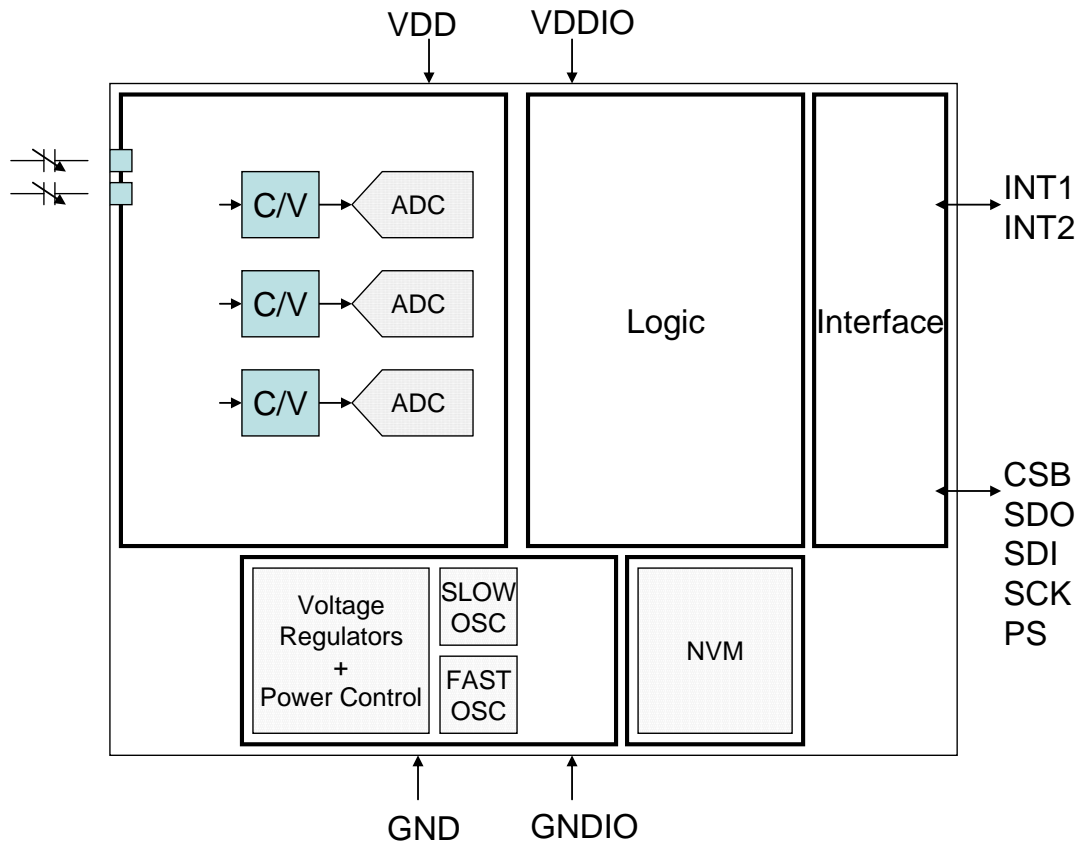 VDD
VDDIO
C/V
ADC
C/V
ADC
C/V
ADC
Logic
Interface
INT1
INT2
CSB
SDO
SDI
SCK
PS
Voltage
Regulators
+
Power Control
SLOW
OSC
FAST
OSC
NVM
GND
GNDIO